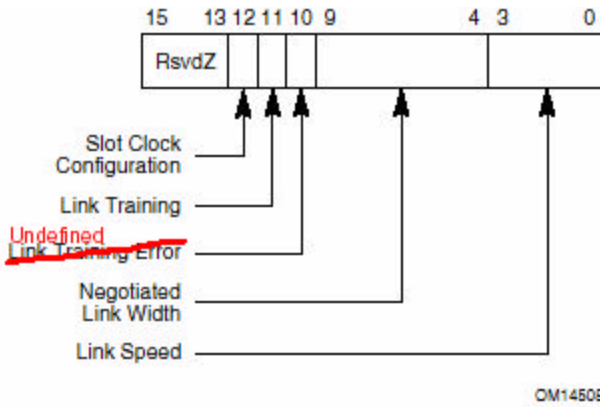 15 13 12 11 10 9 4 3 0
RsvdZ
Slot Clock
Configuration
Link Training
Undefined
Link Training Error
Negotiated
Link Width
Link Speed
OM14508